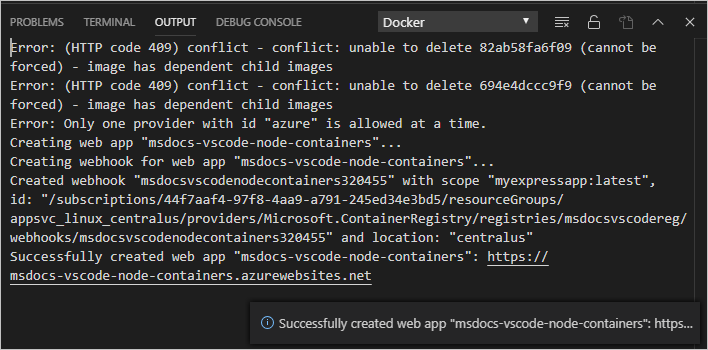 PROBLEMS TERMINAL OUTPUT DEBUG CONSOLE Docker
Error: (HTTP code 409) conflict - conflict: unable to delete 82ab58fa6f09 (cannot be
forced) - image has dependent child images
Error: (HTTP code 409) conflict - conflict: unable to delete 694e4dccc9f9 (cannot be
forced) - image has dependent child images
Error: Only one provider with id "azure" is allowed at a time.
Creating web app "msdocs-vscode-node-containers"...
Creating webhook for web app "msdocs-vscode-node-containers"...
Created webhook "msdocsvscodenodecontainers320455" with scope "myexpressapp:latest",
id: "/subscriptions/44f7aaf4-97f8-4aa9-a791-245ed34e3bd5/resourceGroups/
appsvc_linux_centralus/providers/Microsoft.ContainerRegistry/registries/msdocsvscodereg/
webhooks/msdocsvscodenodecontainers320455" and location: "centralus"
Successfully created web app "msdocs-vscode-node-containers": https://
msdocs-vscode-node-containers.azurewebsites.net
Successfully created web app "msdocs-vscode-node-containers": https...